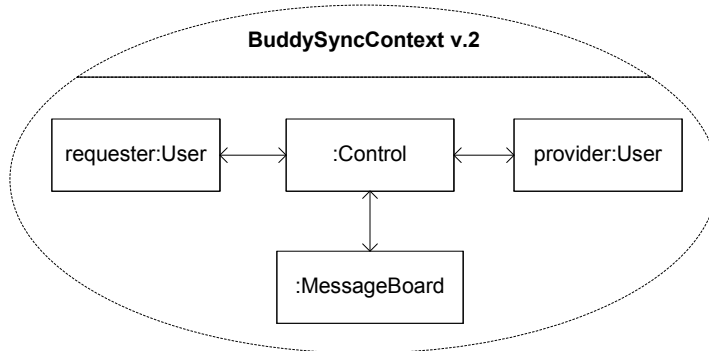 BuddySyncContext v.2
requester:User
:Control
provider:User
:MessageBoard